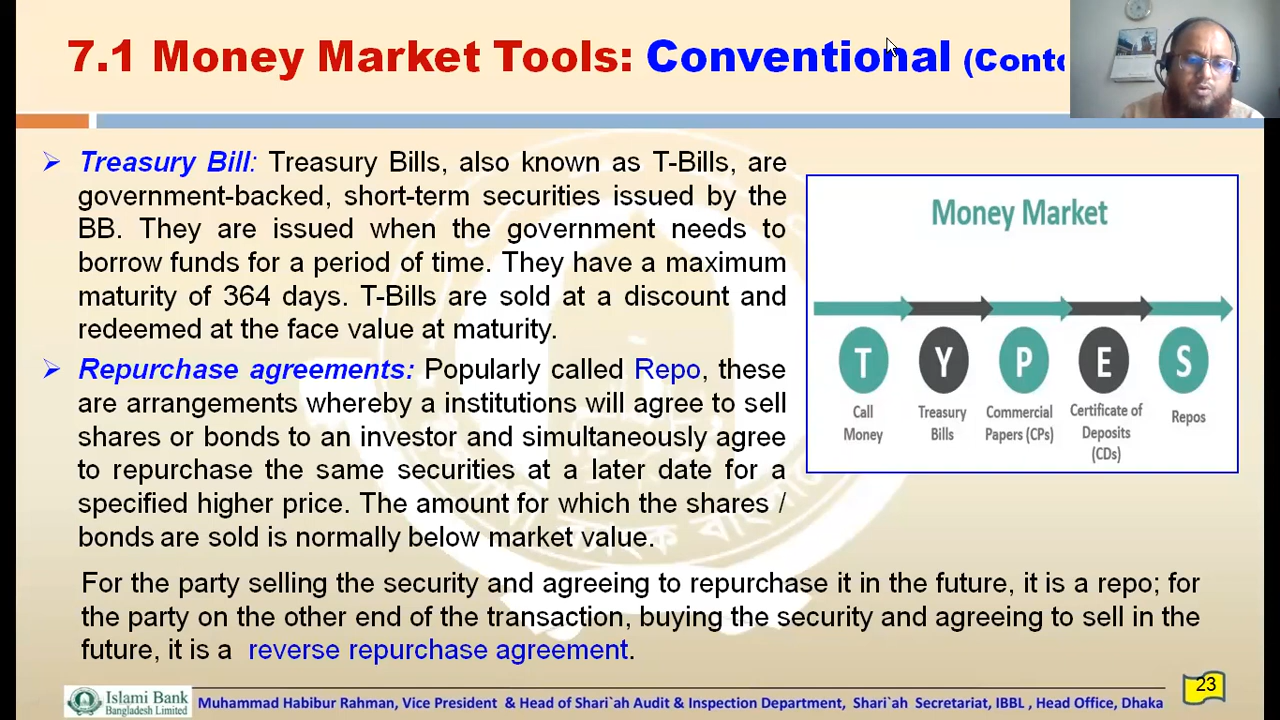 7.1 Money Market Tools: Conventional (Conto
Treasury Bill: Treasury Bills, also known as T-Bills, are
government-backed, short-term securities issued by the
BB. They are issued when the government needs to
borrow funds for a period of time. They have a maximum
maturity of 364 days. T-Bills are sold at a discount and
redeemed at the face value at maturity.
Repurchase agreements: Popularly called Repo, these
are arrangements whereby a institutions will agree to sell
shares or bonds to an investor and simultaneously agree
to repurchase the same securities at a later date for a
specified higher price. The amount for which the shares /
bonds are sold is normally below market value.
Money Market
T Y P E S
Call Money
Treasury Bills
Commercial Papers (CPs)
Certificate of Deposits (CDs)
Repos
For the party selling the security and agreeing to repurchase it in the future, it is a repo; for
the party on the other end of the transaction, buying the security and agreeing to sell in the
future, it is a reverse repurchase agreement.
Islami Bank
Bangladesh Limited
Muhammad Habibur Rahman, Vice President & Head of Shari`ah Audit & Inspection Department, Shari`ah Secretariat, IBBL , Head Office, Dhaka
23